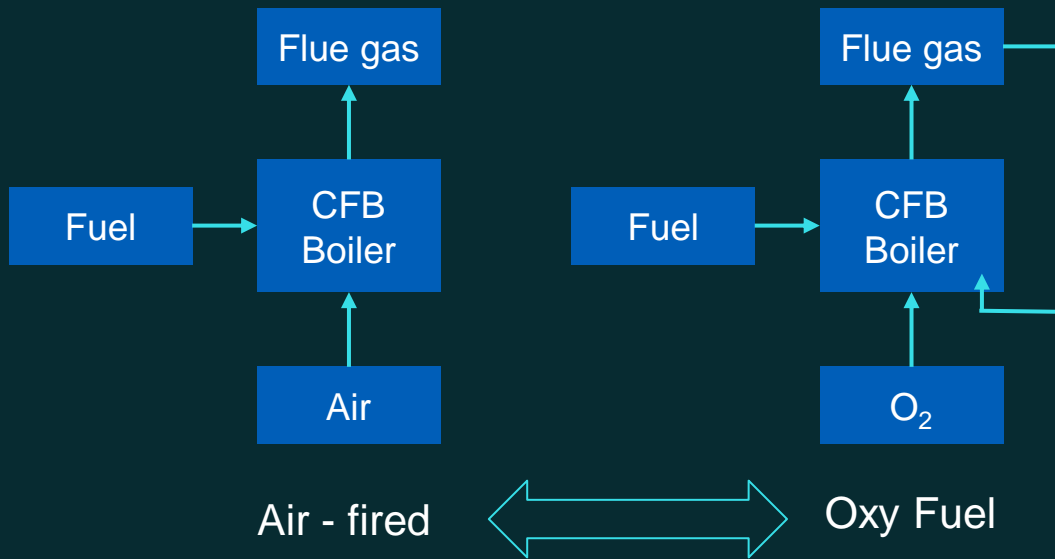 Flue gas
Flue gas
Fuel
CFB
Boiler
Fuel
CFB
Boiler
Air
O₂
Air - fired
Oxy Fuel